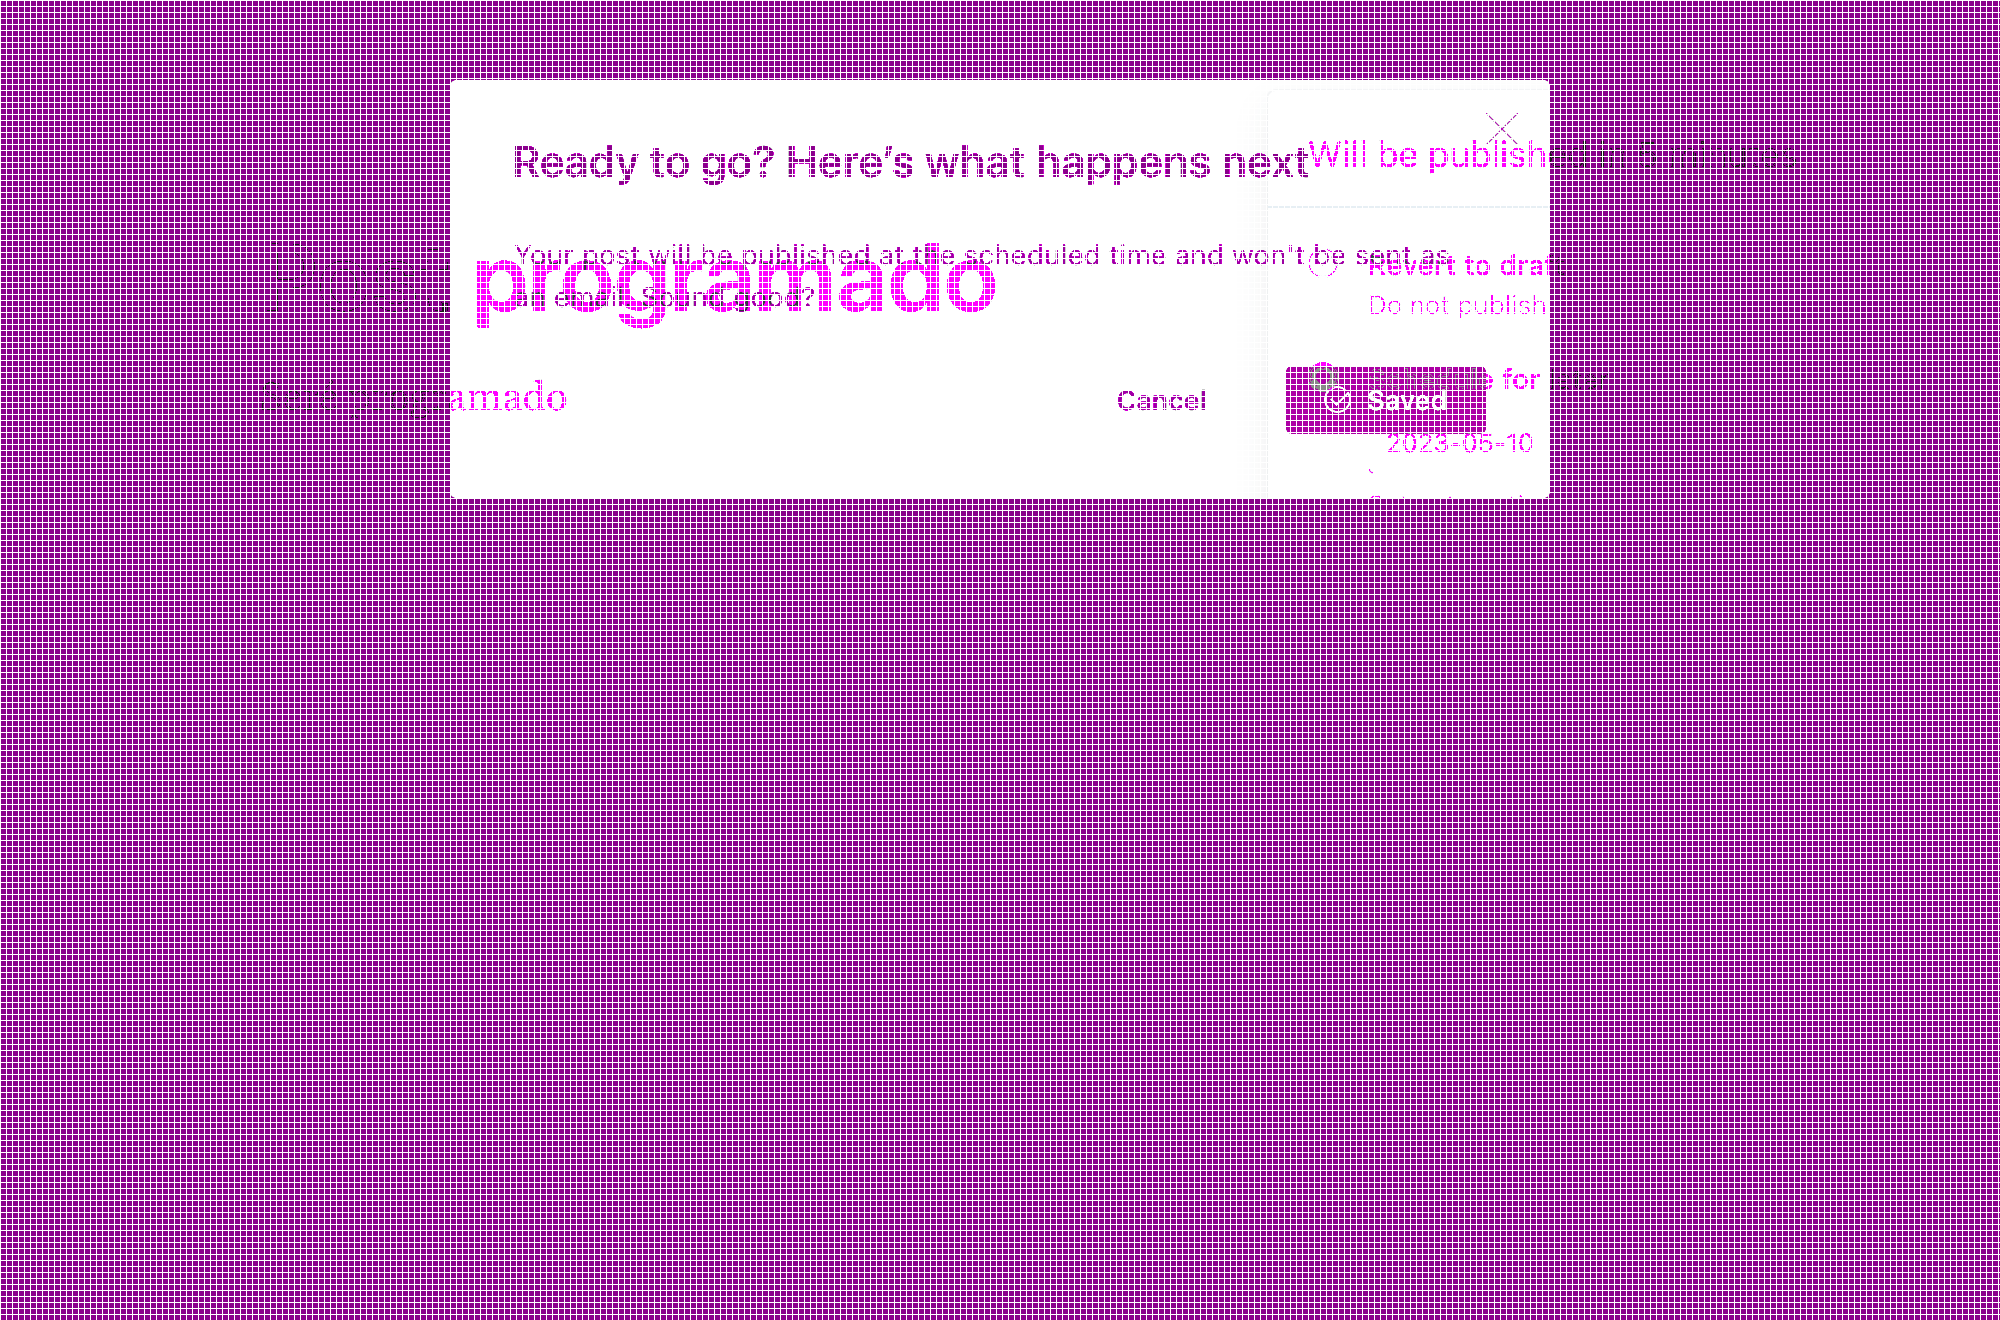 Ready to go? Here's what happens next
Will be publish
Your post will be published at the scheduled time and won't be sent as
an email. Sound good?
programado
Revert to draf
Do not publish
for
amado
Cancel
Saved
2023-05-10